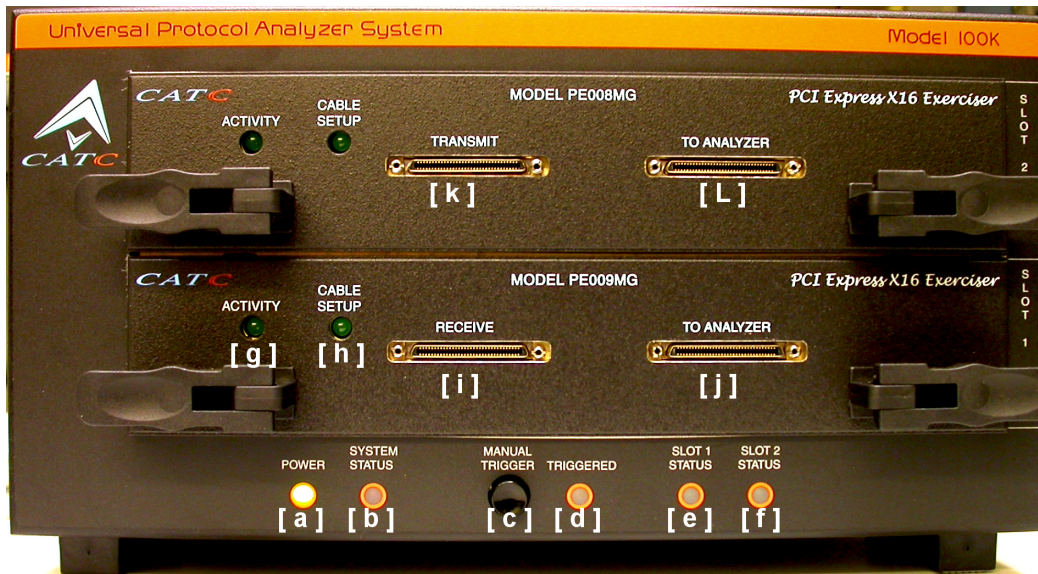 Universal Protocol Analyzer System
Model 100K
CATC
CATC
MODEL PE008MG
PCI Express X16 Exerciser
SLOT 2
ACTIVITY
CABLE
SETUP
TRANSMIT
TO ANALYZER
[ k ]
[ L ]
CATC
MODEL PE009MG
PCI Express X16 Exerciser
SLOT 1
ACTIVITY
CABLE
SETUP
RECEIVE
TO ANALYZER
[ g ]
[ h ]
[ i ]
[ j ]
POWER
SYSTEM
STATUS
MANUAL
TRIGGER
TRIGGERED
SLOT 1
STATUS
SLOT 2
STATUS
[ a ]
[ b ]
[ c ]
[ d ]
[ e ]
[ f ]